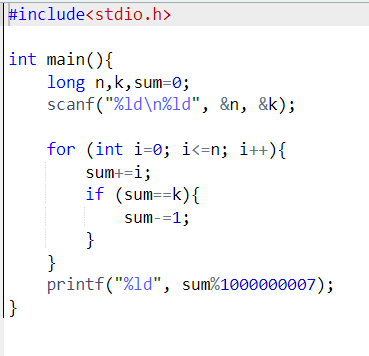 #include<stdio.h>
int main(){
long n,k,sum=0;
scanf("%ld\n%ld", &n, &k);
for (int i=0; i<=n; i++){
sum+=i;
if (sum==k){
sum-=1;
}
}
printf("%ld", sum%1000000007);
}